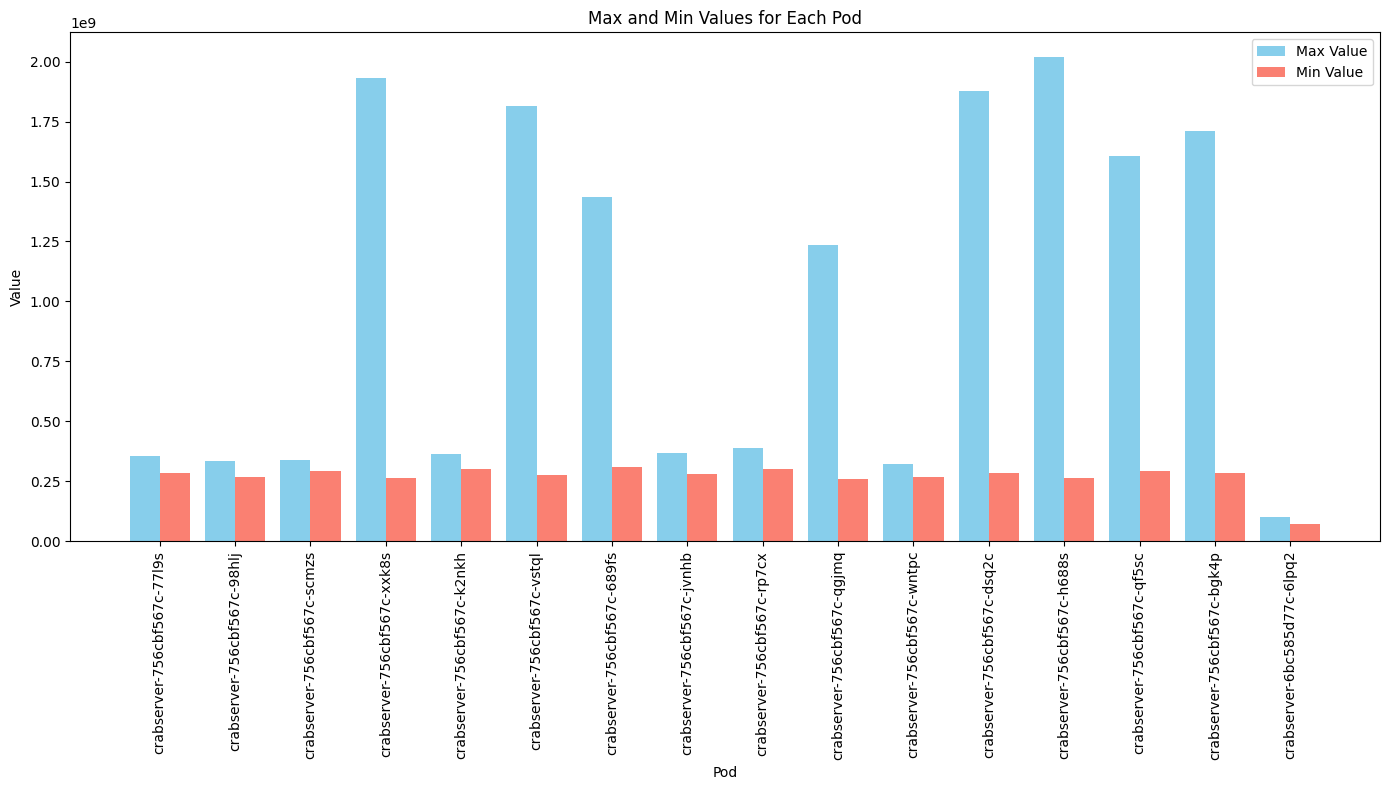 Max and Min Values for Each Pod
1e9
Max Value
Min Value
2.00
1.75
1.50
1.25
1.00
0.75
0.50
0.25
0.00
Value
crabserver-756cbf567c-77l9s
crabserver-756cbf567c-98hlj
crabserver-756cbf567c-scmzs
crabserver-756cbf567c-xxk8s
crabserver-756cbf567c-k2nkh
crabserver-756cbf567c-vstql
crabserver-756cbf567c-689fs
crabserver-756cbf567c-jvnhb
crabserver-756cbf567c-rp7cx
crabserver-756cbf567c-qgjmq
crabserver-756cbf567c-wntpc
crabserver-756cbf567c-dsq2c
crabserver-756cbf567c-h688s
crabserver-756cbf567c-qf5sc
crabserver-756cbf567c-bgk4p
crabserver-6bc585d77c-6lpq2
Pod